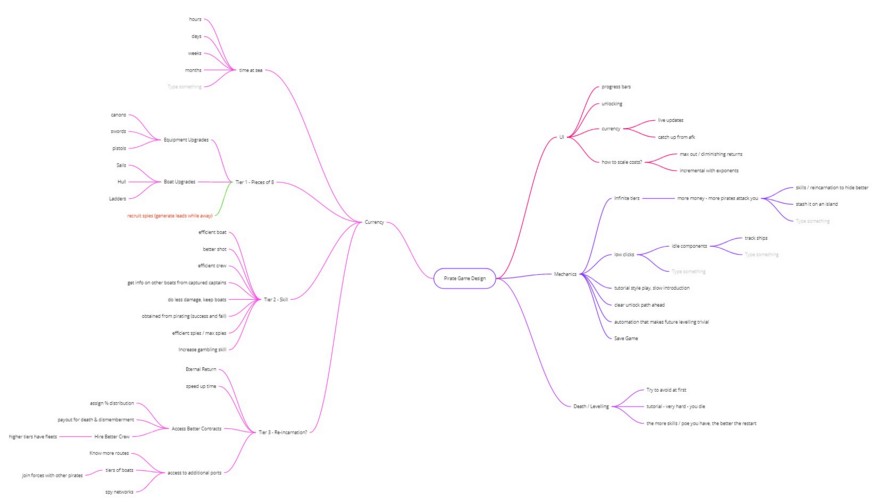 Pirate Game Design
Currency
time at sea
hours
days
weeks
months
Type something
Tier 1 - Pieces of 8
Equipment Upgrades
canons
swords
pistols
Boat Upgrades
Sails
Hull
Ladders
recruit spies (generate leads while away)
Tier 2 - Skill
efficient boat
better shot
efficient crew
get info on other boats from captured captains
do less damage, keep boats
obtained from pirating (success and fail)
efficient spies / max spies
increase gambling skill
Tier 3 - Re-incarnation?
Eternal Return
speed up time
Access Better Contracts
assign % distribution
payout for death & dismemberment
Hire Better Crew
higher tiers have fleets
access to additional ports
Know more routes
tiers of boats
join forces with other pirates
spy networks
UI
progress bars
unlocking
currency
live updates
catch up from afk
how to scale costs?
max out / diminishing returns
incremental with exponents
Mechanics
infinite tiers
more money - more pirates attack you
skills / reincarnation to hide better
stash it on an island
Type something
low clicks
idle components
track ships
Type something
Type something
tutorial style play, slow introduction
clear unlock path ahead
automation that makes future levelling trivial
Save Game
Death / Levelling
Try to avoid at first
tutorial - very hard - you die
the more skills / poe you have, the better the restart